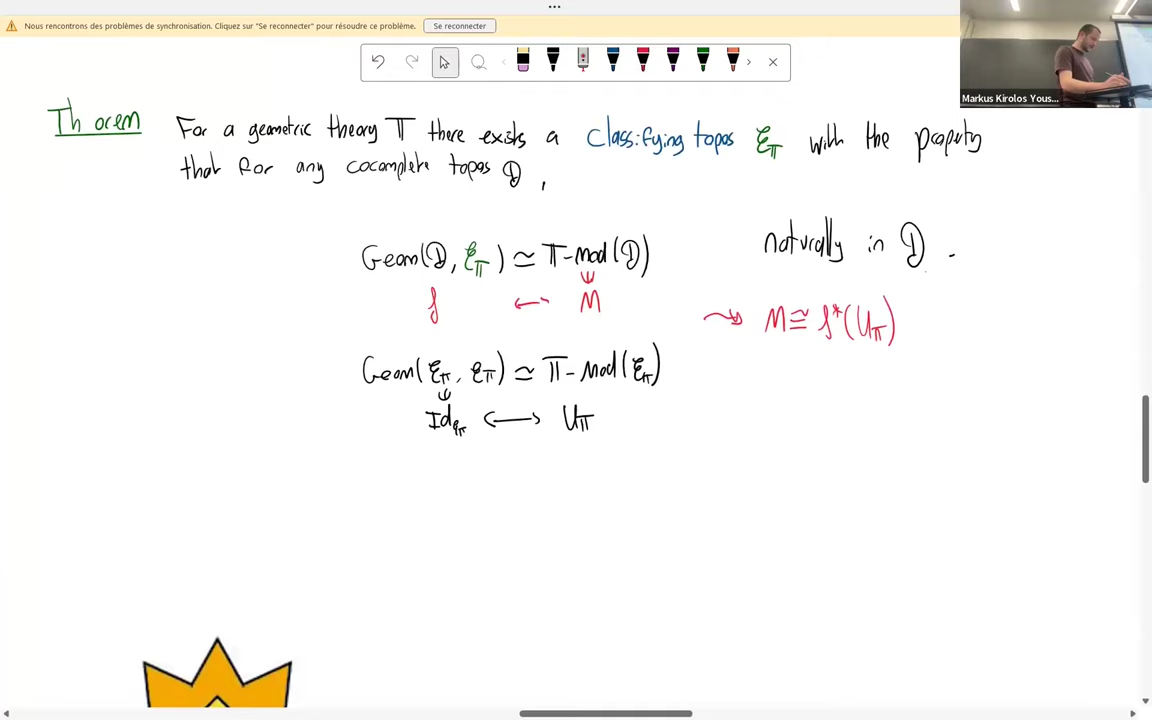 Nous rencontrons des problèmes de synchronisation. Cliquez sur "Se reconnecter" pour résoudre ce problème. Se reconnecter
Markus Kirolos Yous...
Thorem For a geometric theory 𝕋 there exists a classifying topos ℰ_𝕋 with the property
that for any cocomplete topos 𝒟,
Geom(𝒟, ℰ_𝕋) ≃ 𝕋-mod(𝒟) naturally in 𝒟.
f ↔ M ⇝ M ≅ f*(U_𝕋)
Geom(ℰ_𝕋, ℰ_𝕋) ≃ 𝕋-mod(ℰ_𝕋)
Id_ℰ_𝕋 ⟷ U_𝕋